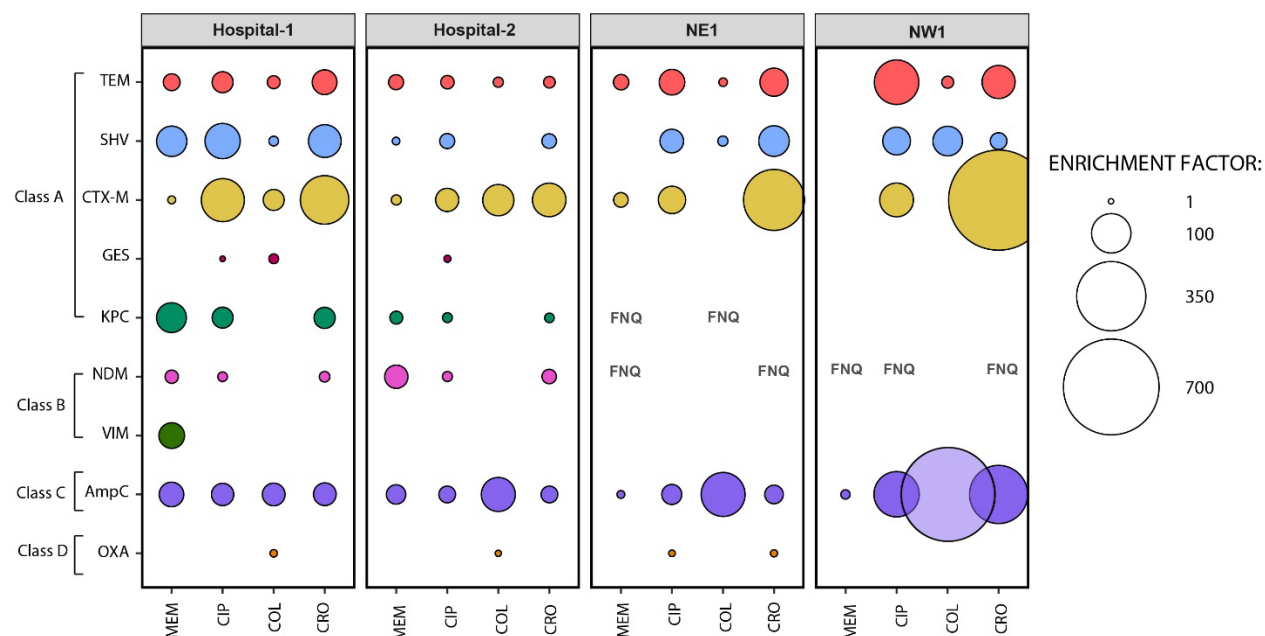 Hospital-1 Hospital-2 NE1 NW1
TEM
SHV
Class A CTX-M
GES
KPC FNQ FNQ
NDM FNQ FNQ FNQ FNQ FNQ
Class B
VIM
Class C AmpC
Class D OXA
MEM CIP COL CRO MEM CIP COL CRO MEM CIP COL CRO MEM CIP COL CRO
ENRICHMENT FACTOR:
1
100
350
700